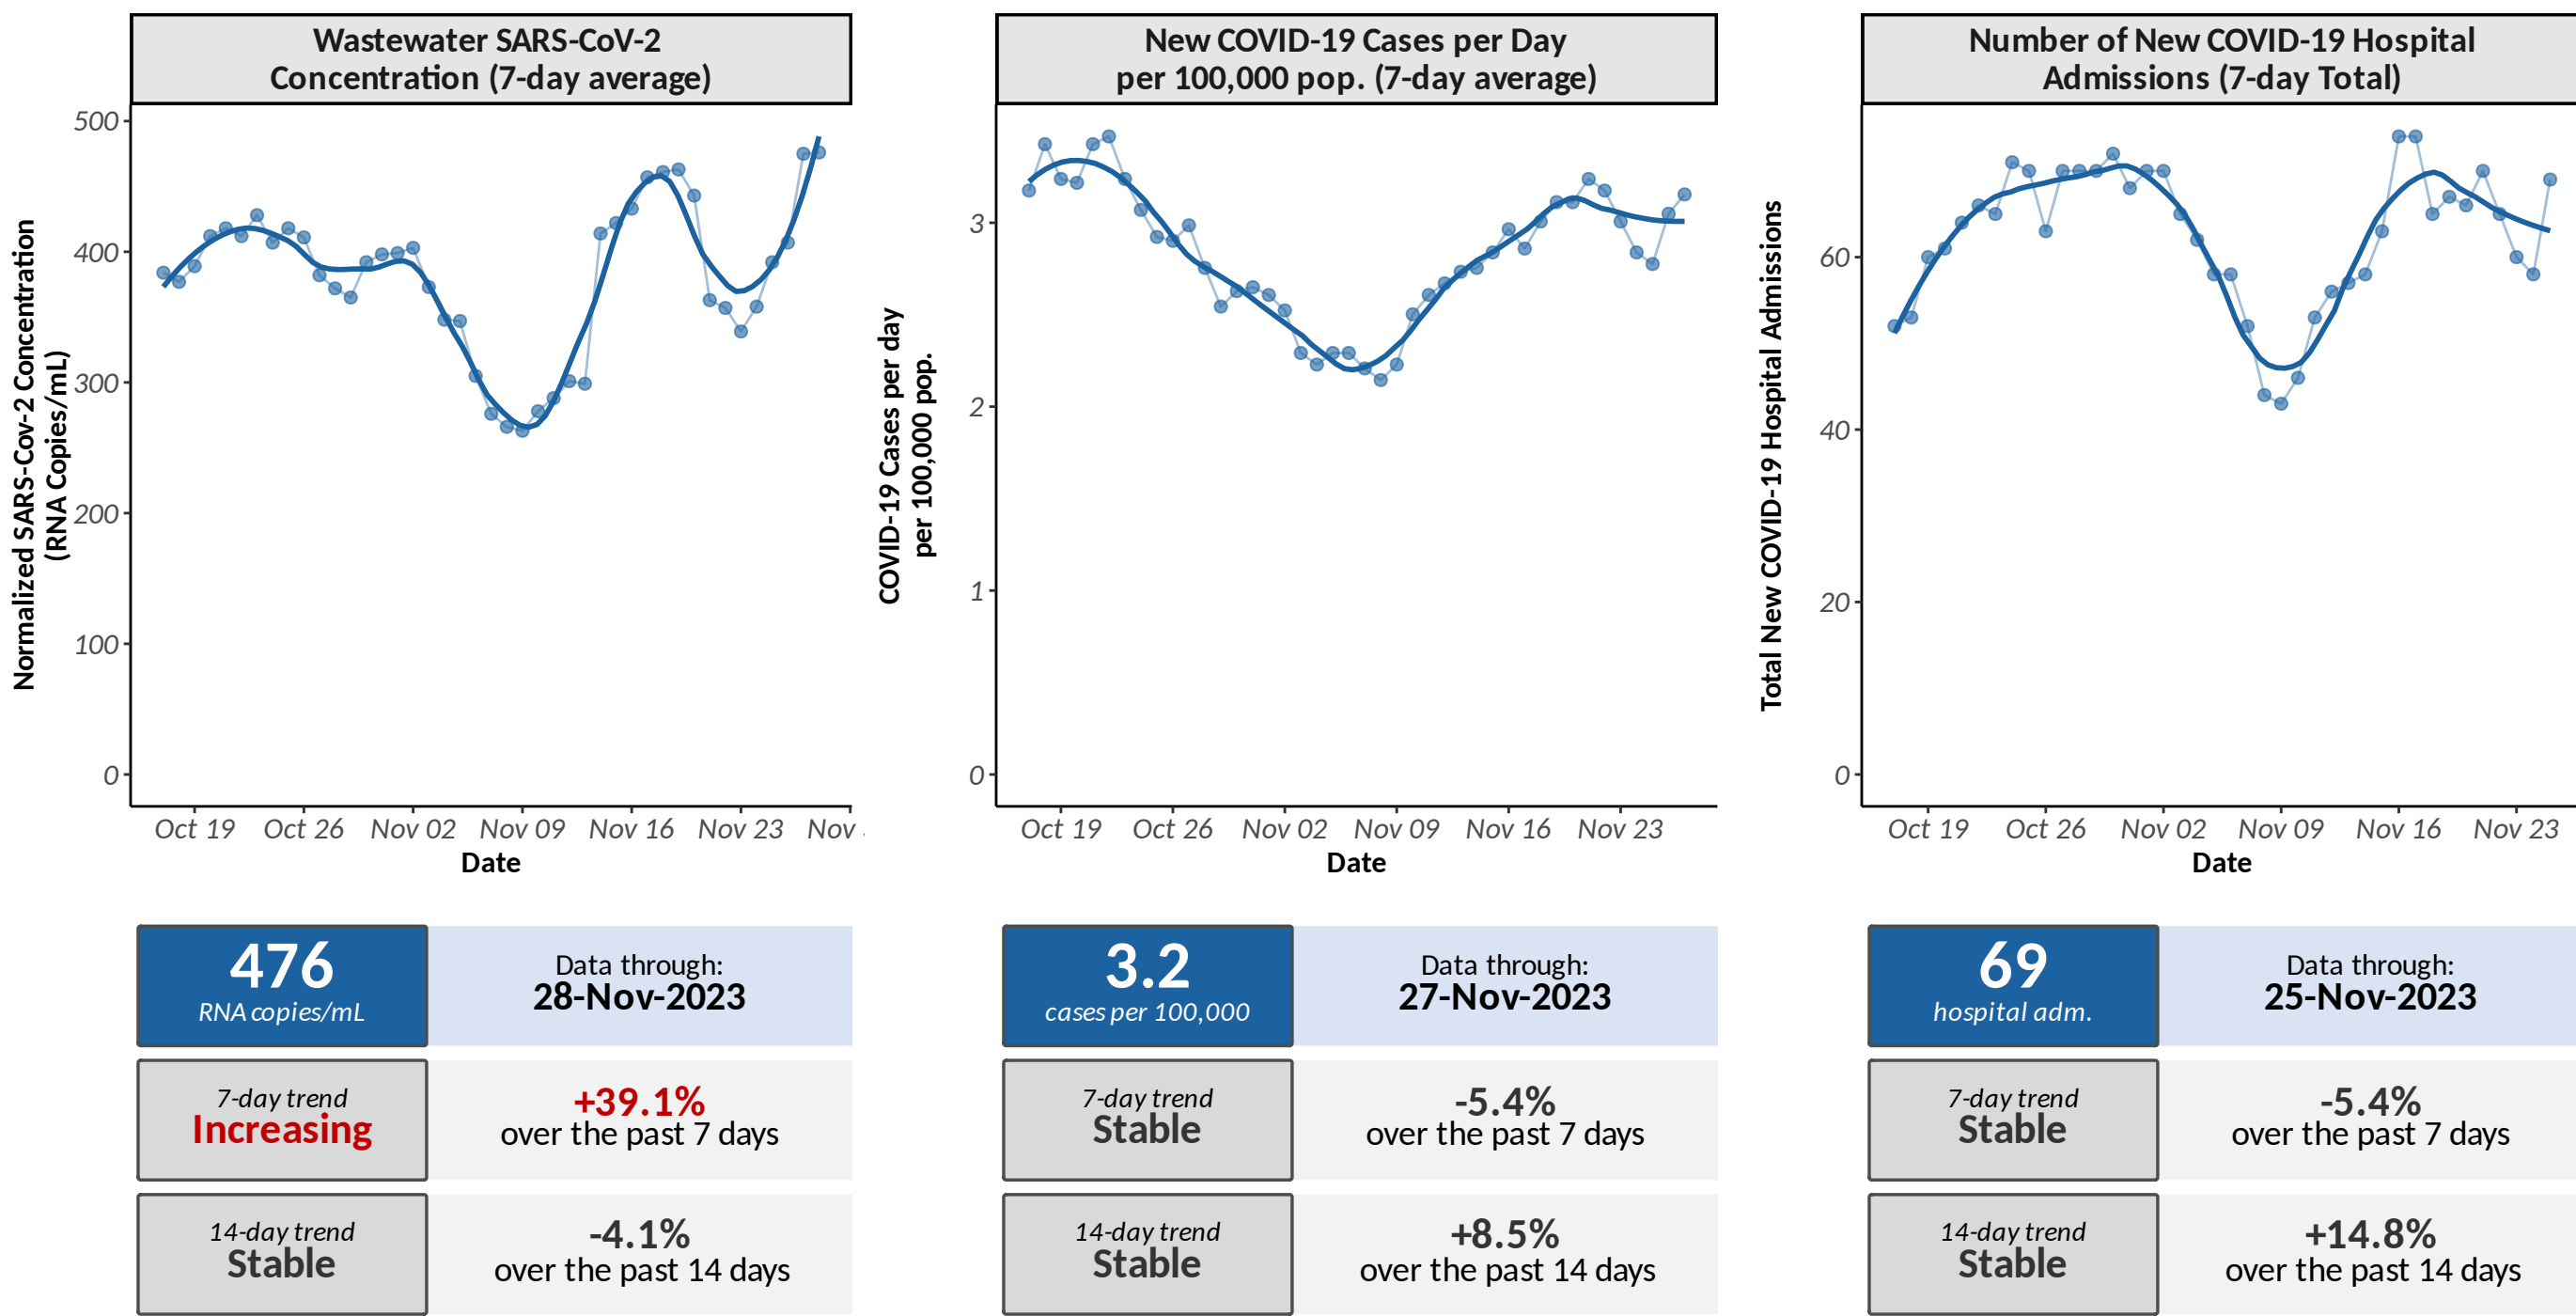 Wastewater SARS-CoV-2
Concentration (7-day average)
Normalized SARS-Cov-2 Concentration
(RNA Copies/mL)
500
400
300
200
100
0
Oct 19 Oct 26 Nov 02 Nov 09 Nov 16 Nov 23 Nov
Date
476
RNA copies/mL
Data through:
28-Nov-2023
7-day trend
Increasing
+39.1%
over the past 7 days
14-day trend
Stable
-4.1%
over the past 14 days
New COVID-19 Cases per Day
per 100,000 pop. (7-day average)
COVID-19 Cases per day
per 100,000 pop.
3
2
1
0
Oct 19 Oct 26 Nov 02 Nov 09 Nov 16 Nov 23
Date
3.2
cases per 100,000
Data through:
27-Nov-2023
7-day trend
Stable
-5.4%
over the past 7 days
14-day trend
Stable
+8.5%
over the past 14 days
Number of New COVID-19 Hospital
Admissions (7-day Total)
Total New COVID-19 Hospital Admissions
60
40
20
0
Oct 19 Oct 26 Nov 02 Nov 09 Nov 16 Nov 23
Date
69
hospital adm.
Data through:
25-Nov-2023
7-day trend
Stable
-5.4%
over the past 7 days
14-day trend
Stable
+14.8%
over the past 14 days